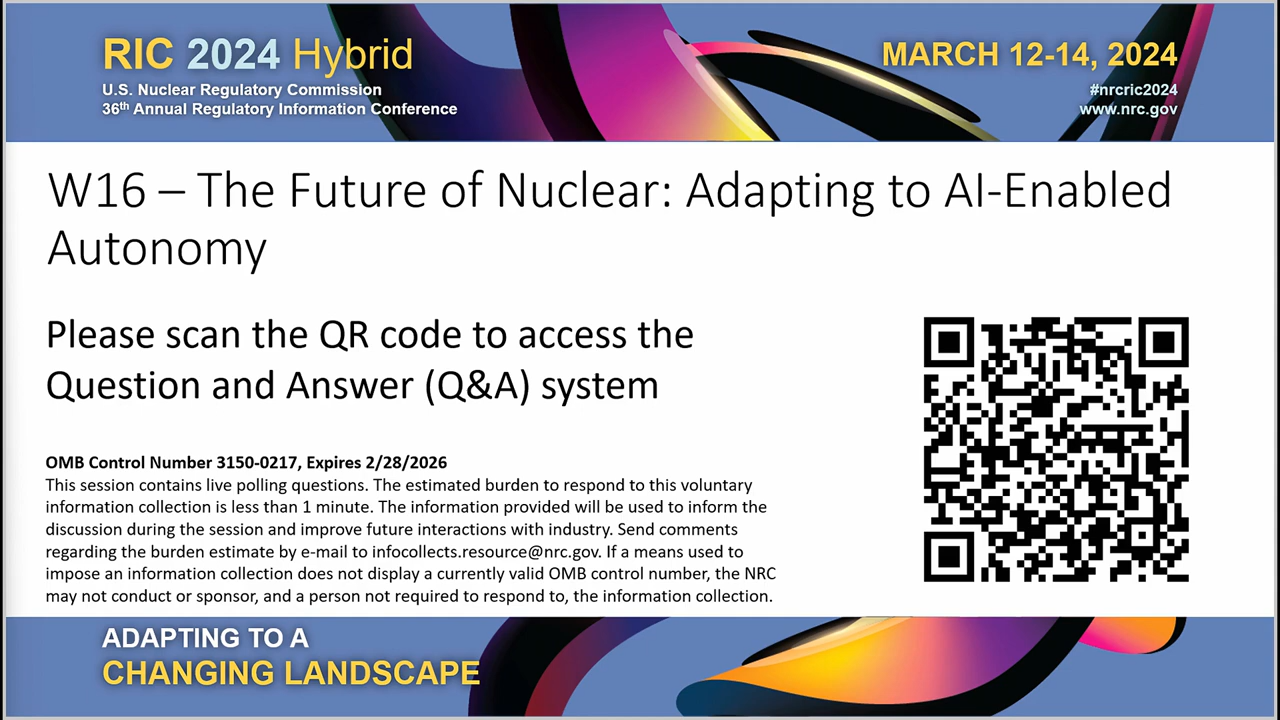 RIC 2024 Hybrid
U.S. Nuclear Regulatory Commission
36th Annual Regulatory Information Conference
MARCH 12-14, 2024
#nrcric2024
www.nrc.gov
W16 – The Future of Nuclear: Adapting to AI-Enabled
Autonomy
Please scan the QR code to access the
Question and Answer (Q&A) system
OMB Control Number 3150-0217, Expires 2/28/2026
This session contains live polling questions. The estimated burden to respond to this voluntary
information collection is less than 1 minute. The information provided will be used to inform the
discussion during the session and improve future interactions with industry. Send comments
regarding the burden estimate by e-mail to infocollects.resource@nrc.gov. If a means used to
impose an information collection does not display a currently valid OMB control number, the NRC
may not conduct or sponsor, and a person not required to respond to, the information collection.
ADAPTING TO A
CHANGING LANDSCAPE